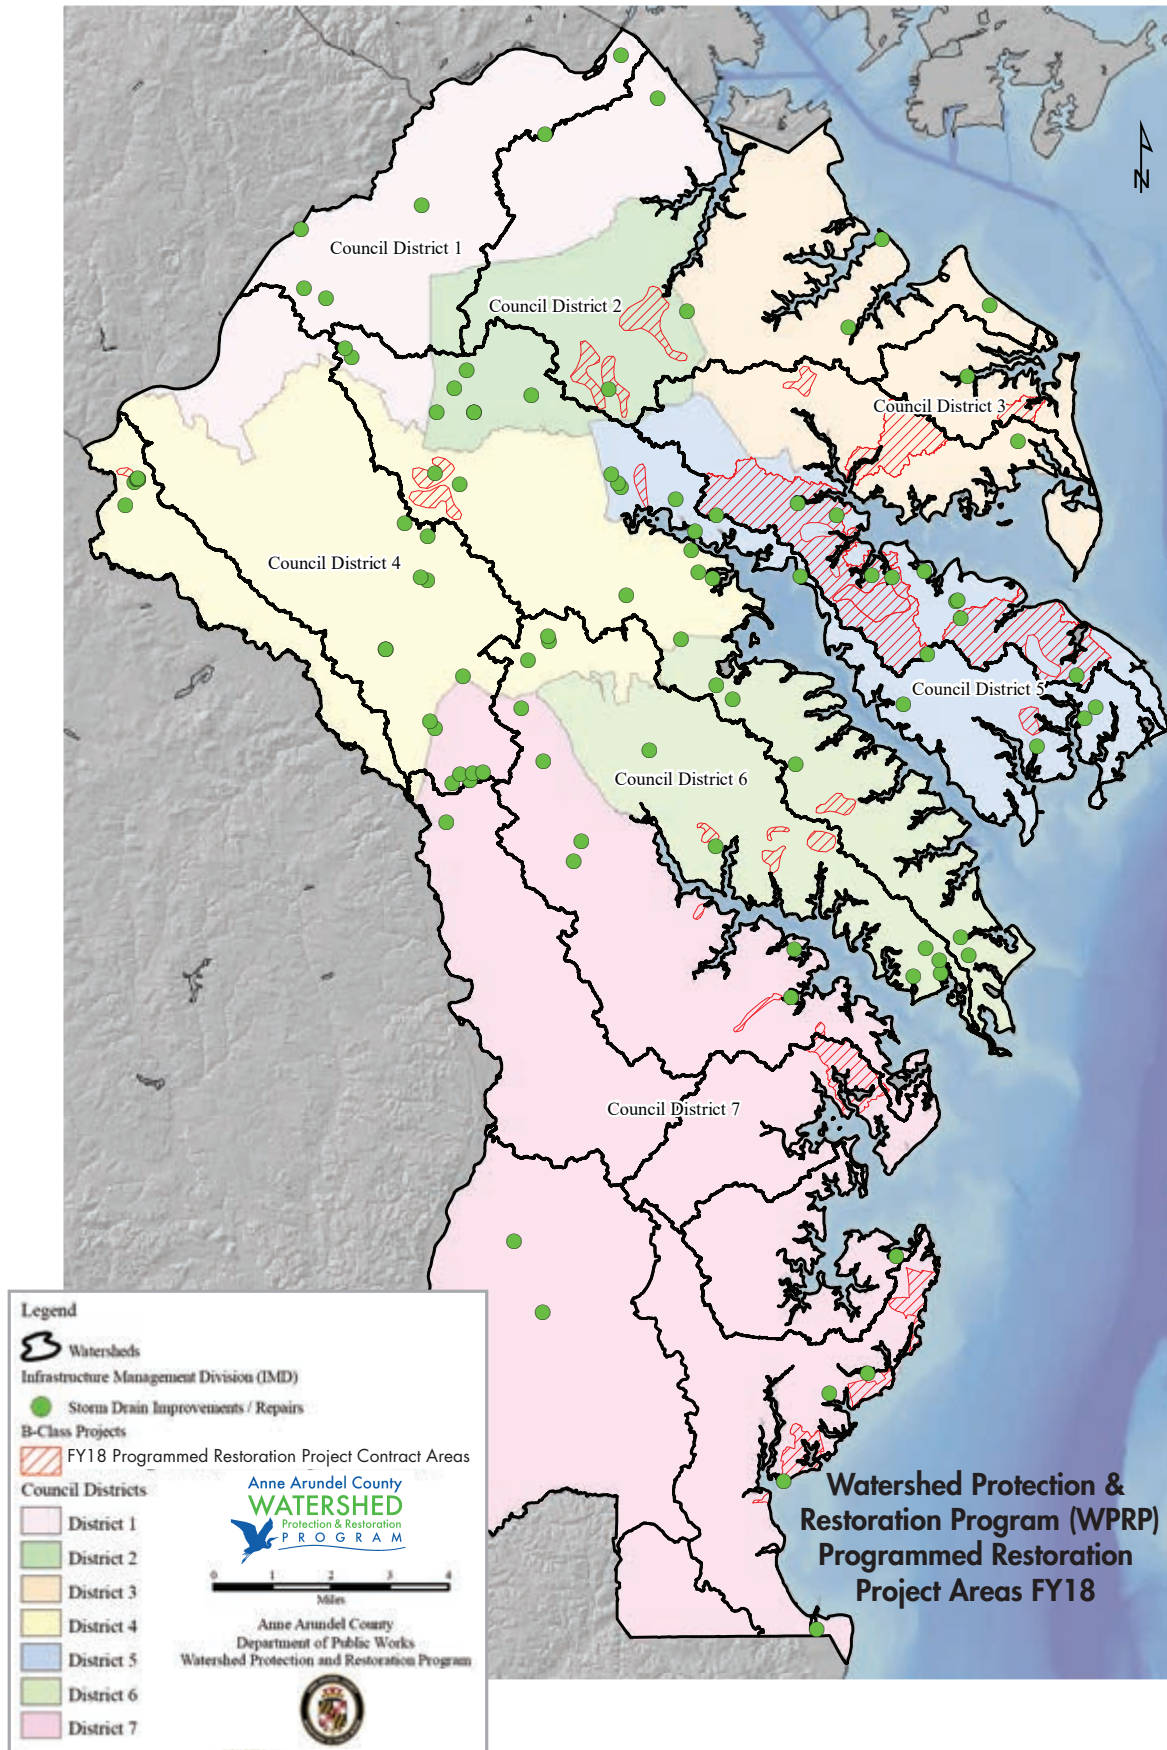 N
Council District 1
Council District 2
Council District 3
Council District 4
Council District 5
Council District 6
Council District 7
Legend
Watersheds
Infrastructure Management Division (IMD)
Storm Drain Improvements / Repairs
B-Class Projects
FY18 Programmed Restoration Project Contract Areas
Council Districts
District 1
District 2
District 3
District 4
District 5
District 6
District 7
Anne Arundel County
WATERSHED
Protection & Restoration
PROGRAM
0 1 2 3 4
Miles
Anne Arundel County
Department of Public Works
Watershed Protection and Restoration Program
Watershed Protection &
Restoration Program (WPRP)
Programmed Restoration
Project Areas FY18